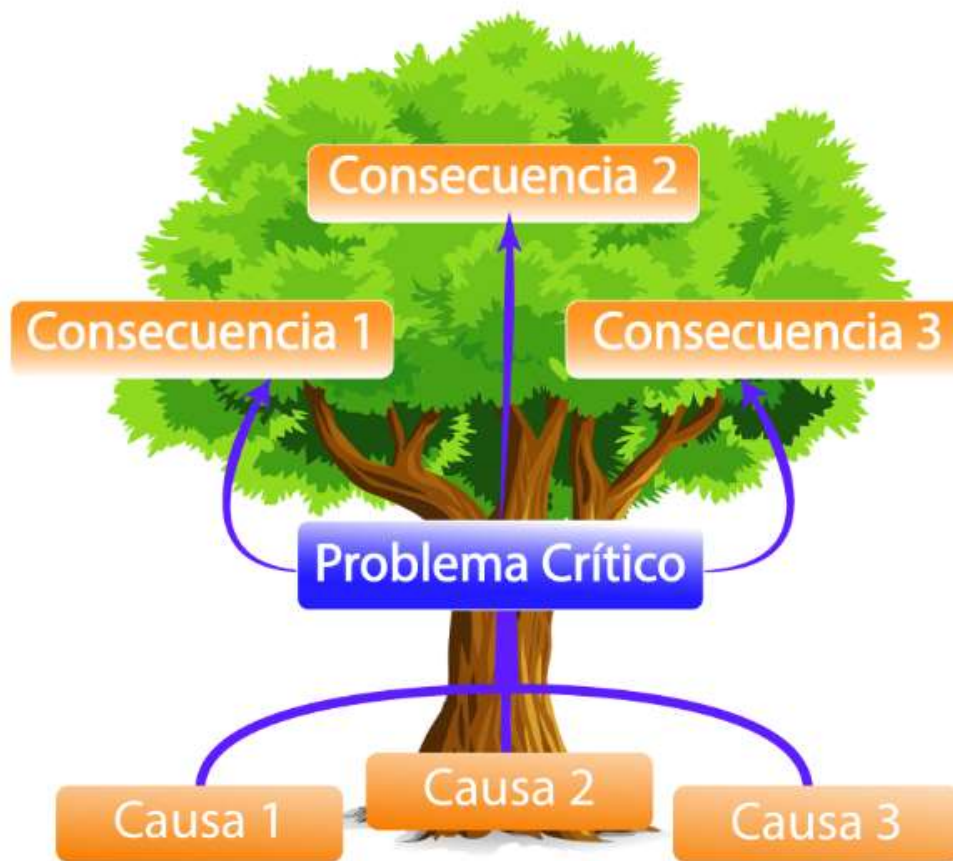 Consecuencia 2
Consecuencia 1
Consecuencia 3
Problema Crítico
Causa 1
Causa 2
Causa 3